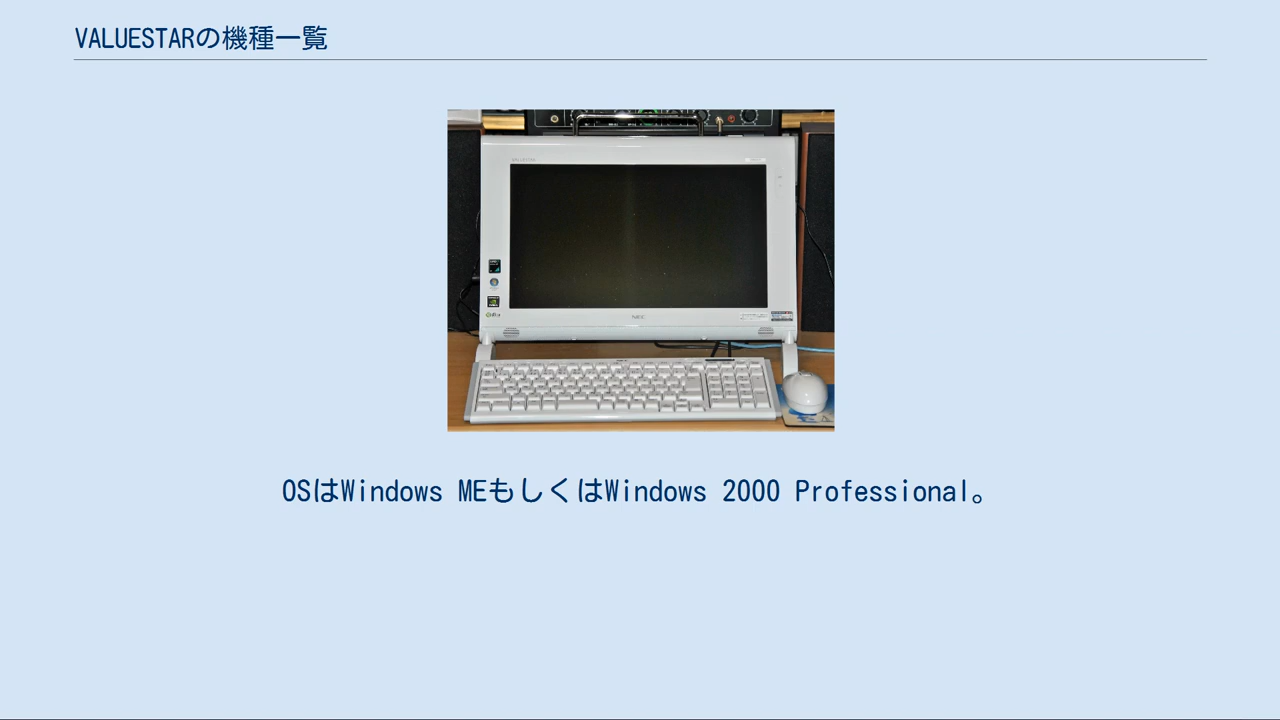 VALUESTARの機種一覧
NEC
OSはWindows MEもしくはWindows 2000 Professional。